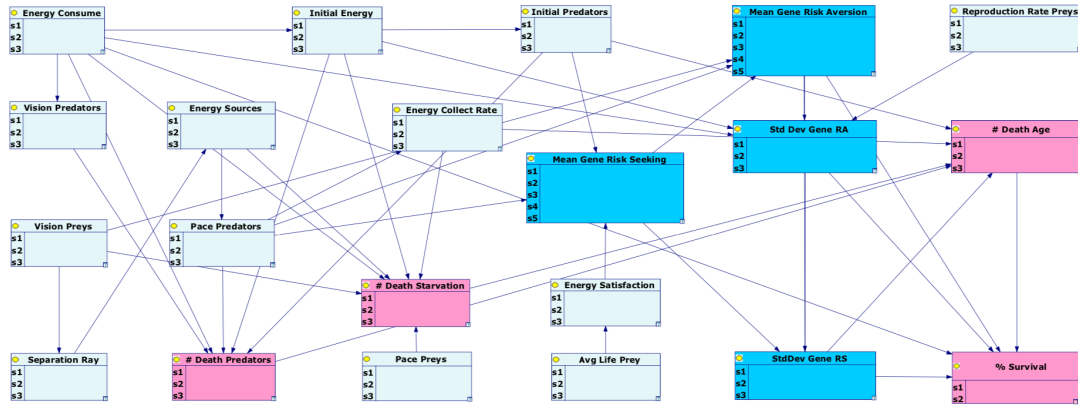 Energy Consume
s1
s2
s3
Initial Energy
s1
s2
s3
Initial Predators
s1
s2
s3
Mean Gene Risk Aversion
s1
s2
s3
s4
s5
Reproduction Rate Preys
s1
s2
s3
Vision Predators
s1
s2
s3
Energy Sources
s1
s2
s3
Energy Collect Rate
s1
s2
s3
Std Dev Gene RA
s1
s2
s3
# Death Age
s1
s2
s3
Mean Gene Risk Seeking
s1
s2
s3
s4
s5
Vision Preys
s1
s2
s3
Pace Predators
s1
s2
s3
# Death Starvation
s1
s2
s3
Energy Satisfaction
s1
s2
s3
Separation Ray
s1
s2
s3
# Death Predators
s1
s2
s3
Pace Preys
s1
s2
s3
Avg Life Prey
s1
s2
s3
StdDev Gene RS
s1
s2
s3
% Survival
s1
s2